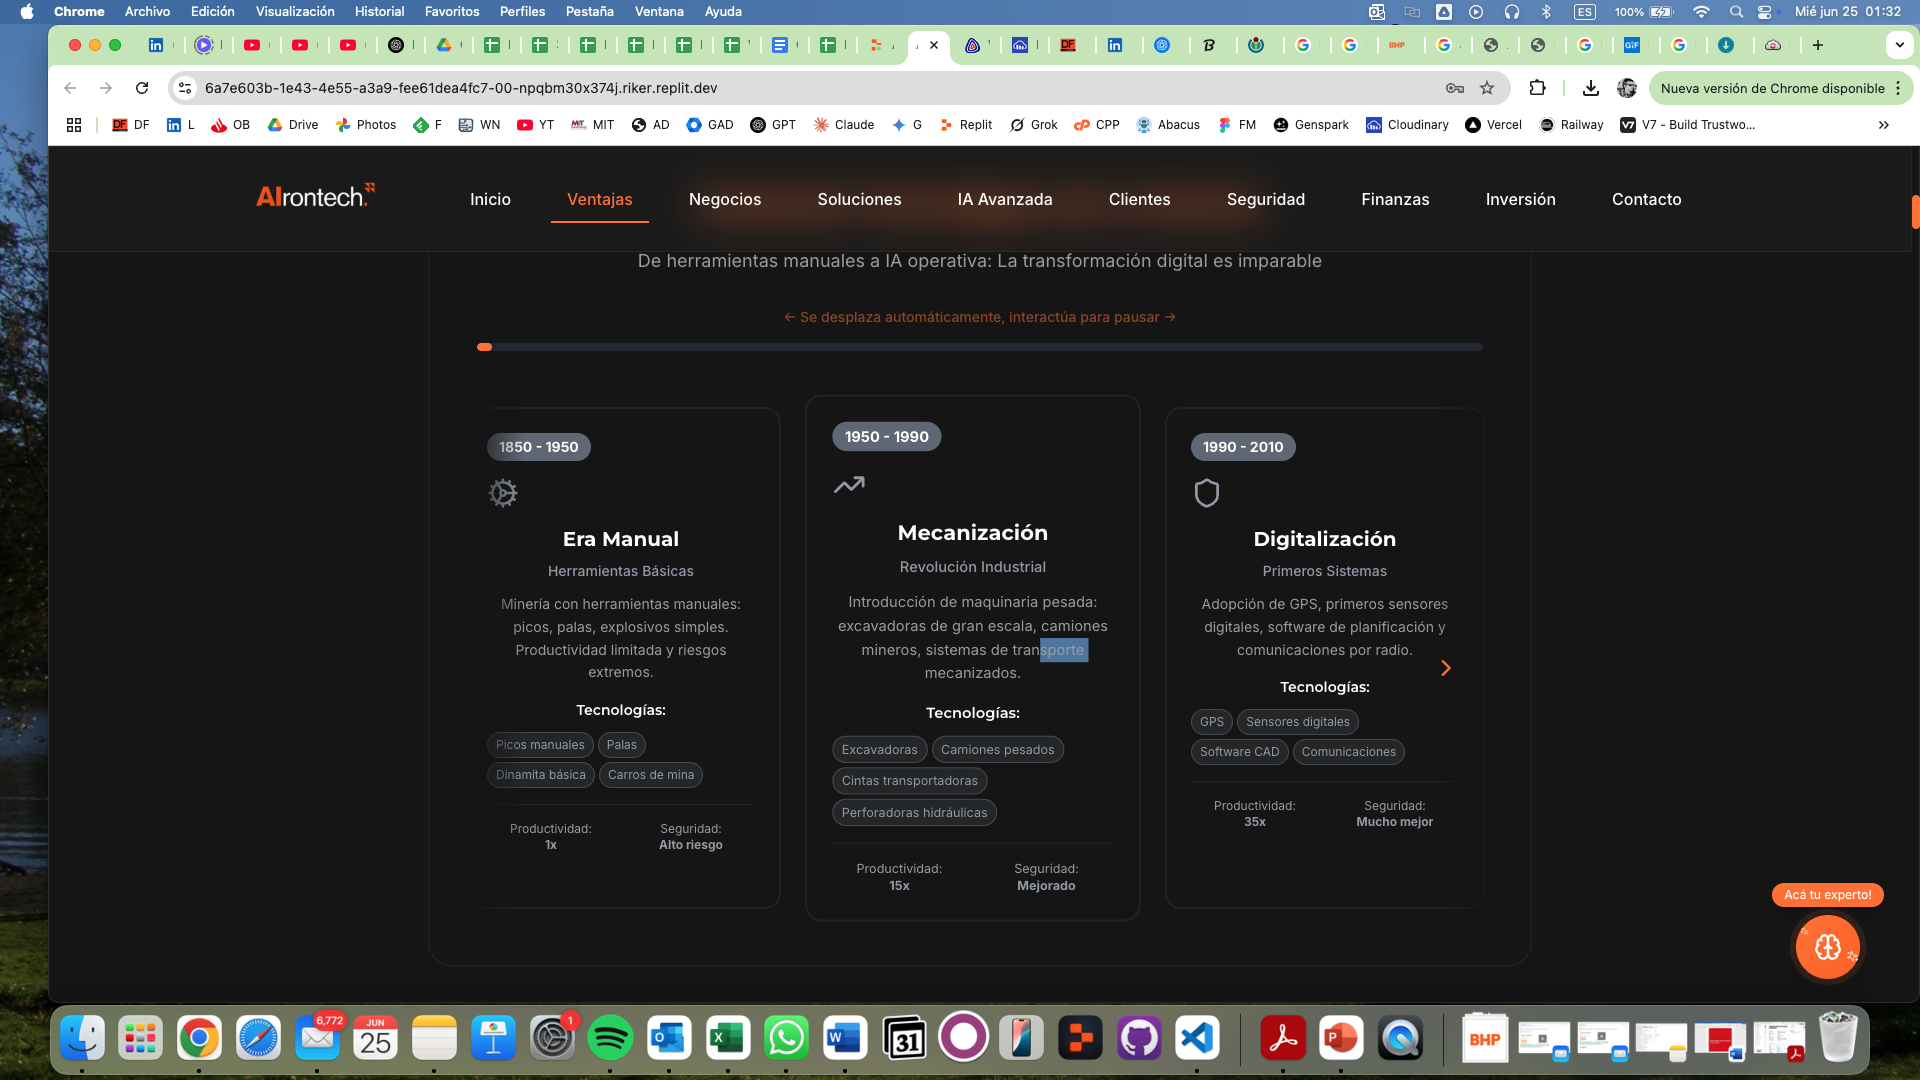 Chrome Archivo Edición Visualización Historial Favoritos Perfiles Pestaña Ventana Ayuda
ES 100% Mié jun 25 01:32
6a7e603b-1e43-4e55-a3a9-fee61dea4fc7-00-npqbm30x374j.riker.replit.dev
Nueva versión de Chrome disponible
DF L OB Drive Photos F WN YT MIT AD GAD GPT Claude G Replit Grok CPP Abacus FM Genspark Cloudinary Vercel Railway V7 - Build Trustwo...
AIrontech.
Inicio Ventajas Negocios Soluciones IA Avanzada Clientes Seguridad Finanzas Inversión Contacto
De herramientas manuales a IA operativa: La transformación digital es imparable
← Se desplaza automáticamente, interactúa para pausar →
1850 - 1950
Era Manual
Herramientas Básicas
Minería con herramientas manuales:
picos, palas, explosivos simples.
Productividad limitada y riesgos
extremos.
Tecnologías:
Picos manuales Palas
Dinamita básica Carros de mina
Productividad: Seguridad:
1x Alto riesgo
1950 - 1990
Mecanización
Revolución Industrial
Introducción de maquinaria pesada:
excavadoras de gran escala, camiones
mineros, sistemas de transporte
mecanizados.
Tecnologías:
Excavadoras Camiones pesados
Cintas transportadoras
Perforadoras hidráulicas
Productividad: Seguridad:
15x Mejorado
1990 - 2010
Digitalización
Primeros Sistemas
Adopción de GPS, primeros sensores
digitales, software de planificación y
comunicaciones por radio.
Tecnologías:
GPS Sensores digitales
Software CAD Comunicaciones
Productividad: Seguridad:
35x Mucho mejor
Acá tu experto!
6,772
JUN
25
1
31
BHP